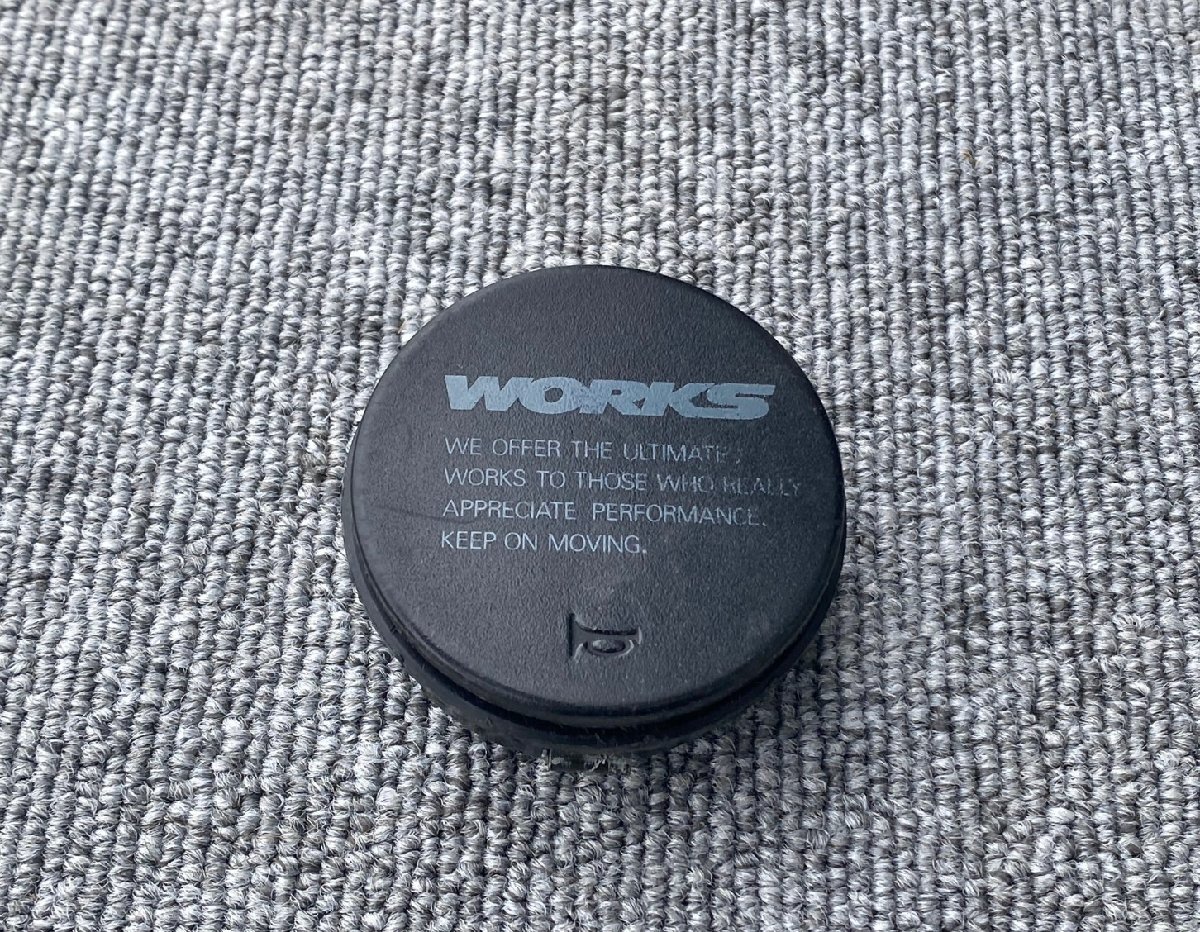 WORKS
WE OFFER THE ULTIMATE
WORKS TO THOSE WHO REALLY
APPRECIATE PERFORMANCE.
KEEP ON MOVING.